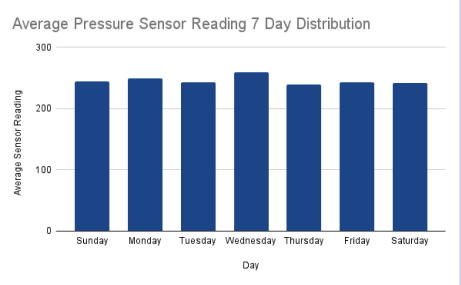 Average Pressure Sensor Reading 7 Day Distribution
300
200
100
0
Average Sensor Reading
Sunday Monday Tuesday Wednesday Thursday Friday Saturday
Day